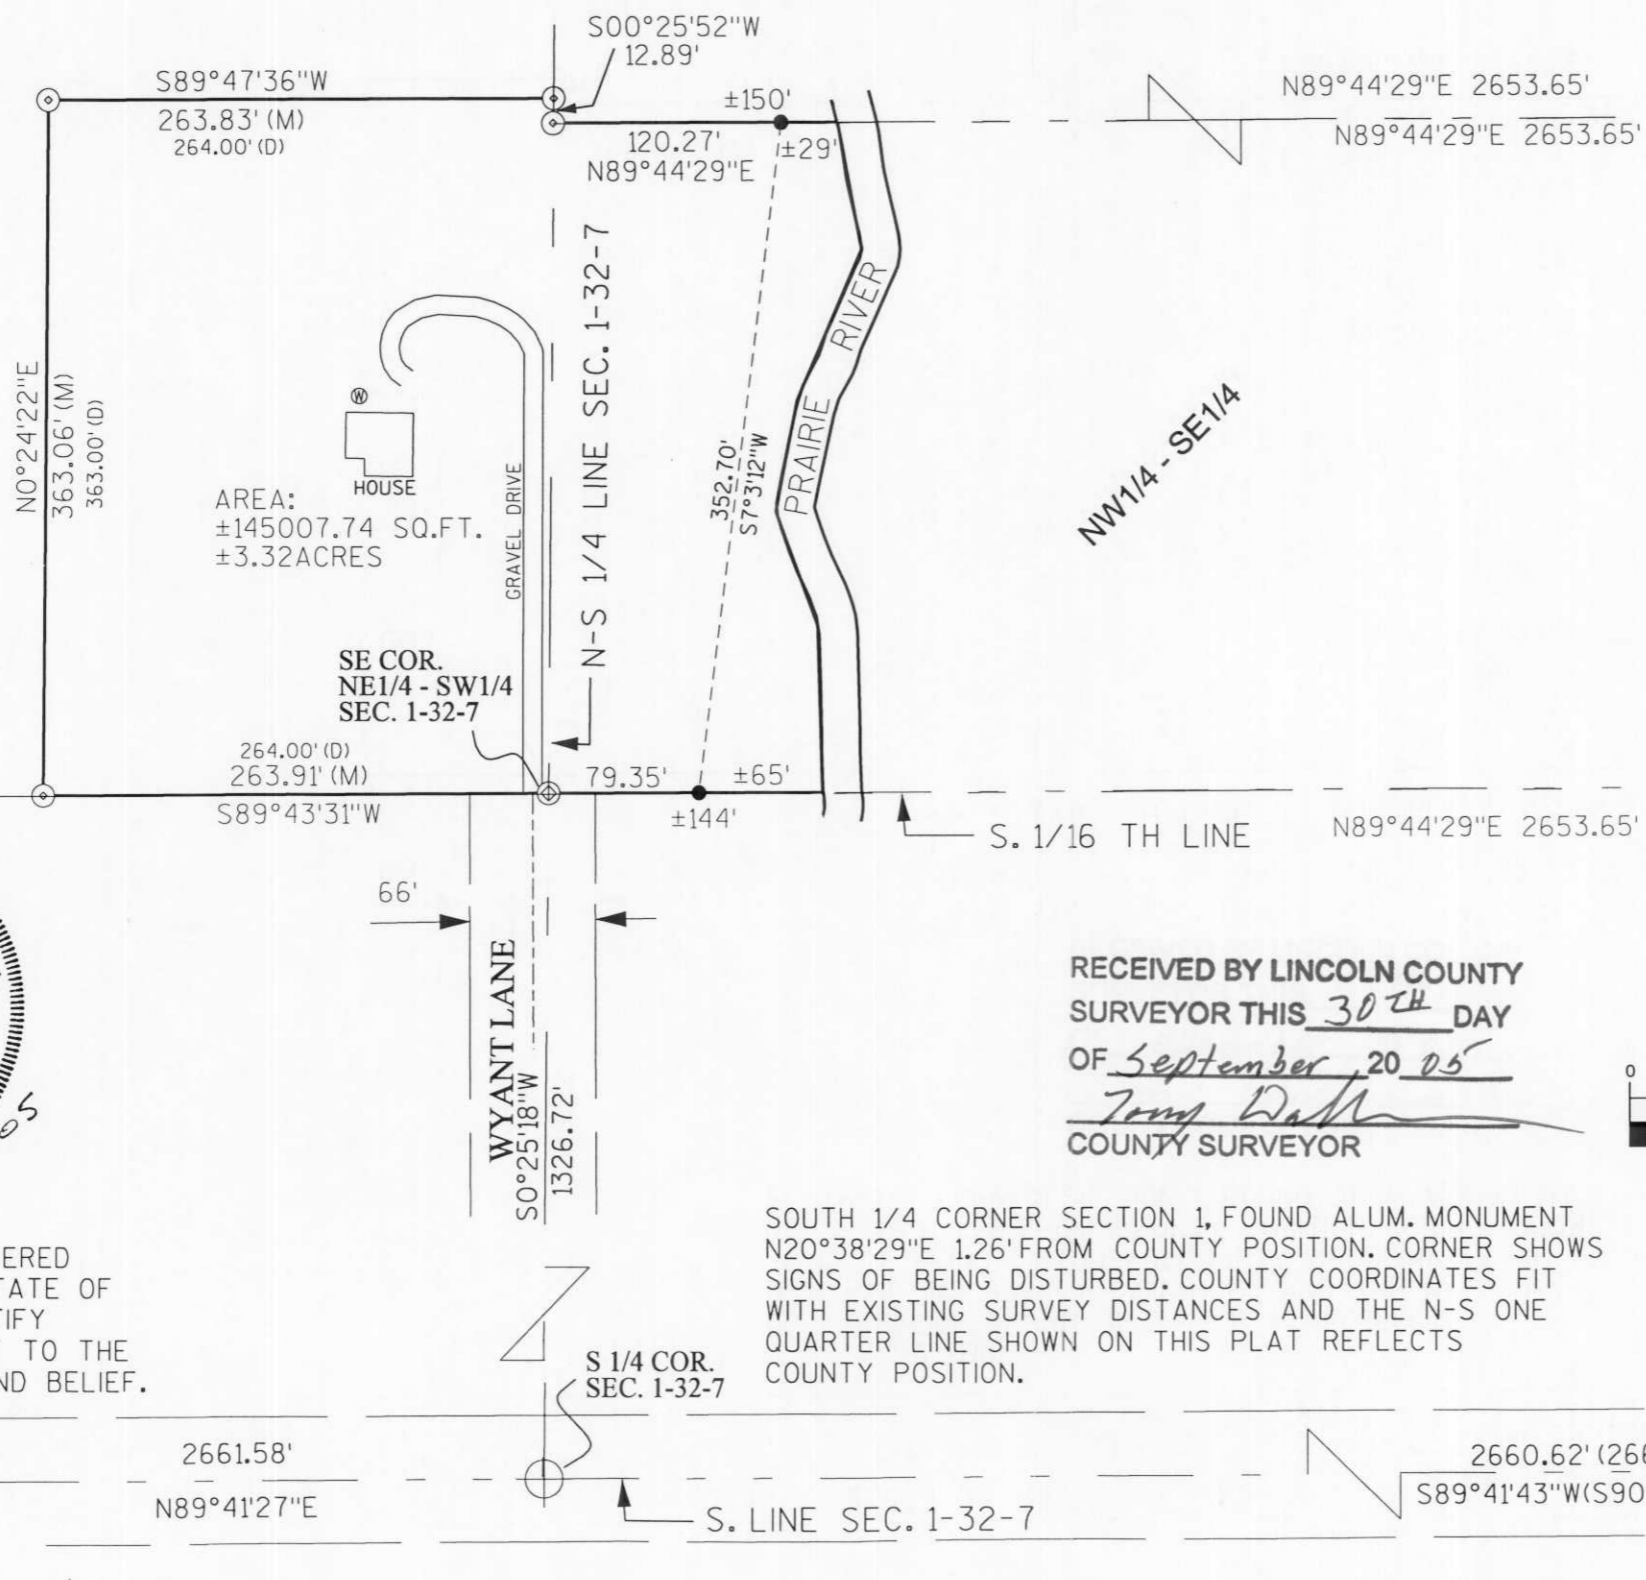 S00°25'52"W
12.89'
S89°47'36"W
263.83' (M)
264.00' (D)
±150'
120.27'
±29'
N89°44'29"E
N89°44'29"E 2653.65'
N89°44'29"E 2653.65'
N-S 1/4 LINE SEC. 1-32-7
PRAIRIE RIVER
N0°24'22"E
363.06' (M)
363.00' (D)
W
HOUSE
GRAVEL DRIVE
AREA:
±145007.74 SQ.FT.
±3.32ACRES
352.70'
S7°3'12"W
NW1/4 - SE1/4
SE COR.
NE1/4 - SW1/4
SEC. 1-32-7
264.00' (D)
263.91' (M)
S89°43'31"W
79.35'
±65'
±144'
S. 1/16 TH LINE
N89°44'29"E 2653.65'
66'
WYANT LANE
S0°25'18"W
1326.72'
RECEIVED BY LINCOLN COUNTY
SURVEYOR THIS 30TH DAY
OF September 20 05
COUNTY SURVEYOR
0
05
SOUTH 1/4 CORNER SECTION 1, FOUND ALUM. MONUMENT
N20°38'29"E 1.26' FROM COUNTY POSITION. CORNER SHOWS
SIGNS OF BEING DISTURBED. COUNTY COORDINATES FIT
WITH EXISTING SURVEY DISTANCES AND THE N-S ONE
QUARTER LINE SHOWN ON THIS PLAT REFLECTS
COUNTY POSITION.
ERED
TATE OF
TIFY
TO THE
ND BELIEF.
S 1/4 COR.
SEC. 1-32-7
2661.58'
N89°41'27"E
S. LINE SEC. 1-32-7
2660.62' (266
S89°41'43"W(S90